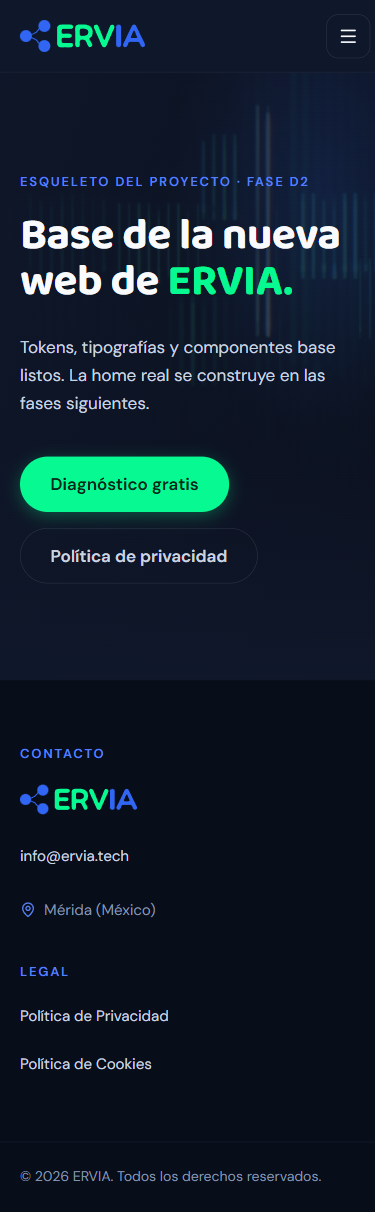 ERVIA
ESQUELETO DEL PROYECTO · FASE D2
Base de la nueva
web de ERVIA.
Tokens, tipografías y componentes base
listos. La home real se construye en las
fases siguientes.
Diagnóstico gratis
Política de privacidad
CONTACTO
ERVIA
info@ervia.tech
Mérida (México)
LEGAL
Política de Privacidad
Política de Cookies
© 2026 ERVIA. Todos los derechos reservados.